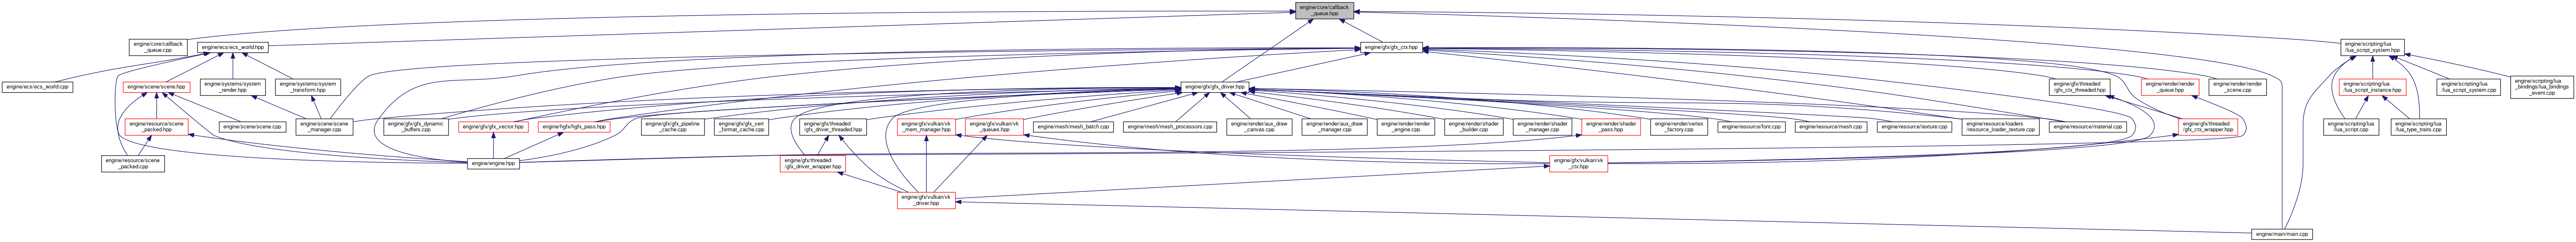 engine/core/callback
_queue.hpp
engine/core/callback
_queue.cpp
engine/ecs/ecs_world.hpp
engine/gfx/gfx_ctx.hpp
engine/scripting/lua
/lua_script_system.hpp
engine/ecs/ecs_world.cpp
engine/scene/scene.hpp
engine/systems/system
_render.hpp
engine/systems/system
_transform.hpp
engine/gfx/gfx_driver.hpp
engine/gfx/threaded
/gfx_ctx_threaded.hpp
engine/render/render
_queue.hpp
engine/render/render
_scene.cpp
engine/scripting/lua
/lua_script_instance.hpp
engine/scripting/lua
/lua_script_system.cpp
engine/scripting/lua
_bindings/lua_bindings
_event.cpp
engine/resource/scene
_packed.hpp
engine/scene/scene.cpp
engine/scene/scene
_manager.cpp
engine/gfx/gfx_dynamic
_buffers.cpp
engine/gfx/gfx_vector.hpp
engine/hgfx/hgfx_pass.hpp
engine/gfx/gfx_pipeline
_cache.cpp
engine/gfx/gfx_vert
_format_cache.cpp
engine/gfx/threaded
/gfx_driver_threaded.hpp
engine/gfx/vulkan/vk
_mem_manager.hpp
engine/gfx/vulkan/vk
_queues.hpp
engine/mesh/mesh_batch.cpp
engine/mesh/mesh_processors.cpp
engine/render/aux_draw
_canvas.cpp
engine/render/aux_draw
_manager.cpp
engine/render/render
_engine.cpp
engine/render/shader
_builder.cpp
engine/render/shader
_manager.cpp
engine/render/shader
_pass.hpp
engine/render/vertex
_factory.cpp
engine/resource/font.cpp
engine/resource/mesh.cpp
engine/resource/texture.cpp
engine/resource/loaders
/resource_loader_texture.cpp
engine/resource/material.cpp
engine/gfx/threaded
/gfx_ctx_wrapper.hpp
engine/scripting/lua
/lua_script.cpp
engine/scripting/lua
/lua_type_traits.cpp
engine/resource/scene
_packed.cpp
engine/engine.hpp
engine/gfx/threaded
/gfx_driver_wrapper.hpp
engine/gfx/vulkan/vk
_ctx.hpp
engine/gfx/vulkan/vk
_driver.hpp
engine/main/main.cpp